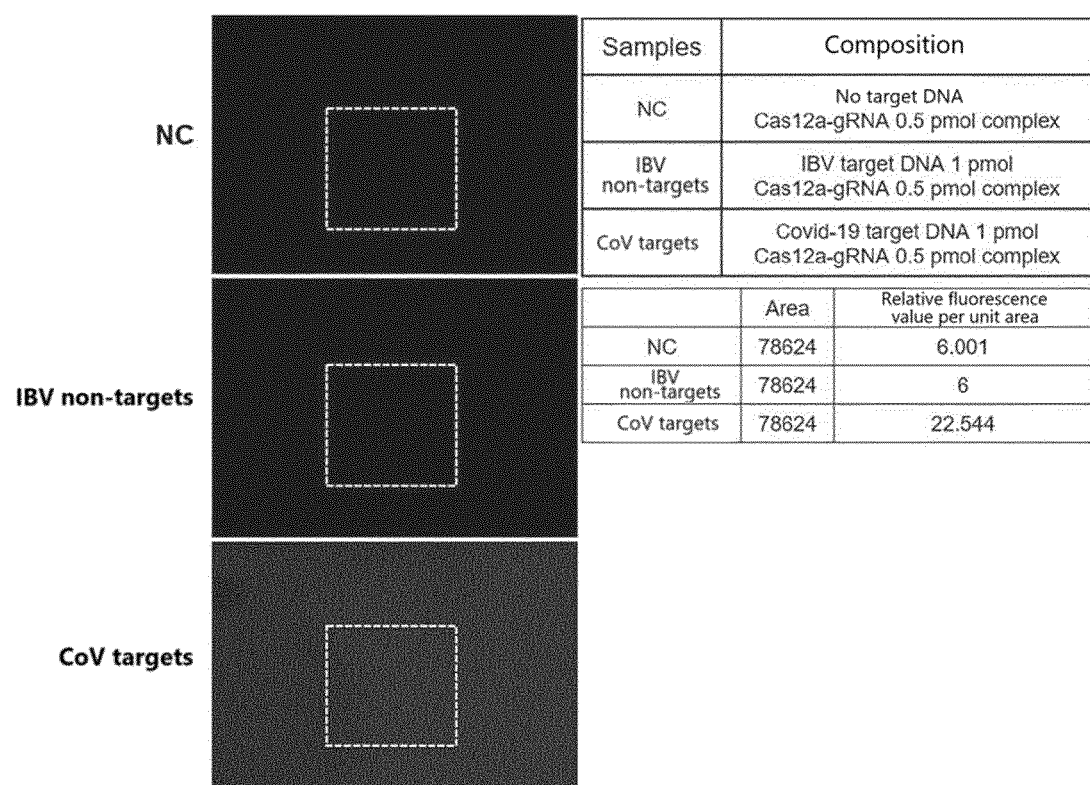 NC
IBV non-targets
CoV targets
Samples Composition
NC
No target DNA
Cas12a-gRNA 0.5 pmol complex
IBV
non-targets
IBV target DNA 1 pmol
Cas12a-gRNA 0.5 pmol complex
CoV targets
Covid-19 target DNA 1 pmol
Cas12a-gRNA 0.5 pmol complex
Area
Relative fluorescence
value per unit area
NC 78624 6.001
IBV
non-targets
78624 6
CoV targets 78624 22.544